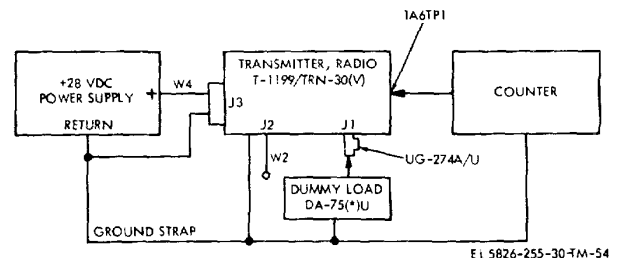 1A6TP1
+28 VDC
POWER SUPPLY
+
RETURN
W4
J3
TRANSMITTER, RADIO
T-1199/TRN-30(V)
J2
J1
COUNTER
W2
UG-274A/U
DUMMY LOAD
DA-75(*)U
GROUND STRAP
EL 5826-255-30-TM-54